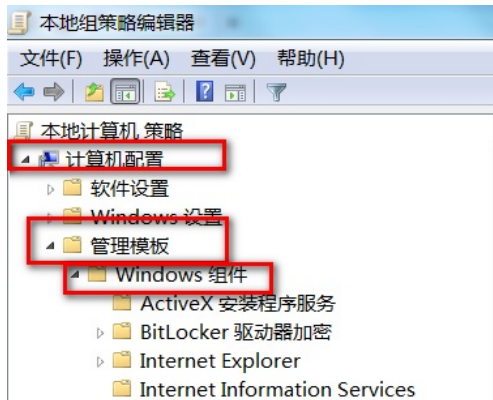 本地组策略编辑器
文件(F) 操作(A) 查看(V) 帮助(H)
本地计算机 策略
计算机配置
软件设置
Windows 设置
管理模板
Windows 组件
ActiveX 安装程序服务
BitLocker 驱动器加密
Internet Explorer
Internet Information Services